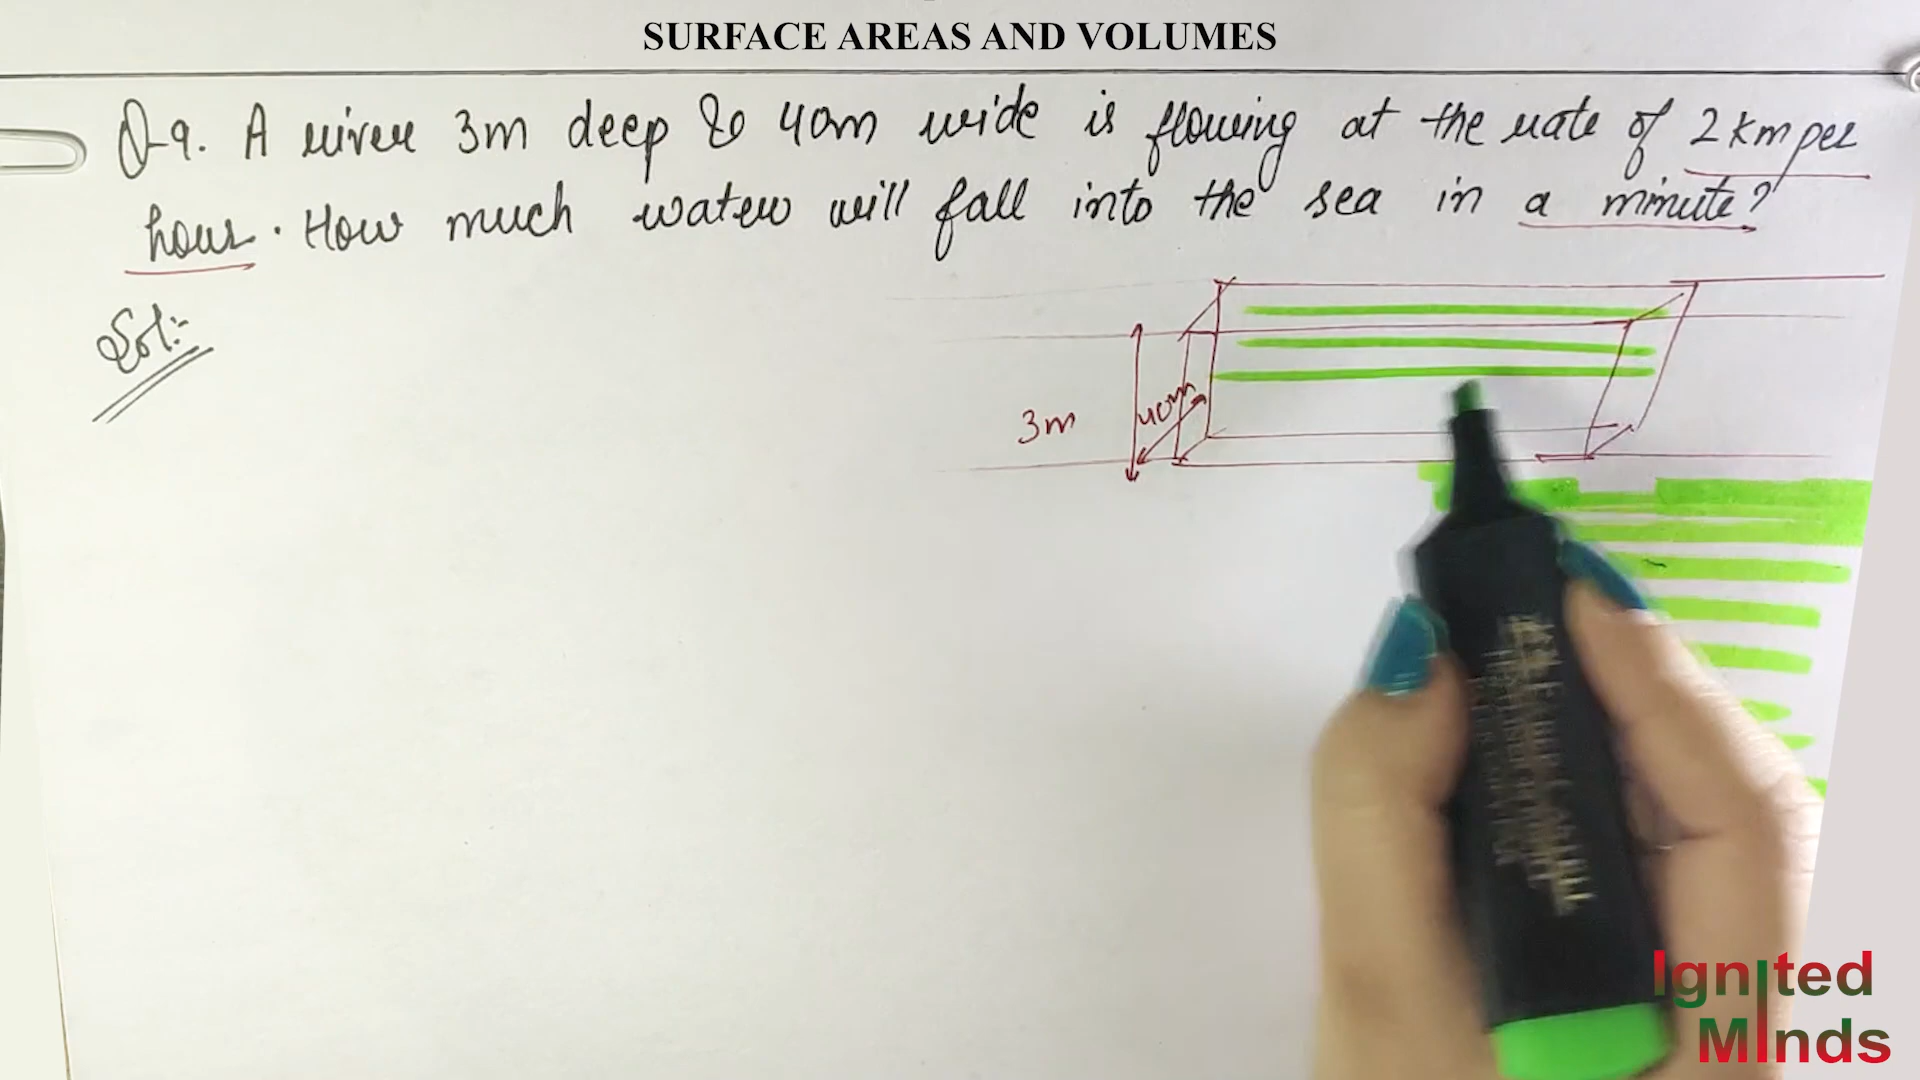 SURFACE AREAS AND VOLUMES
Q-9. A river 3m deep & 40m wide is flowing at the rate of 2 km per
hour. How much water will fall into the sea in a minute?
Sol:-
40m
3m
Ignited
Minds